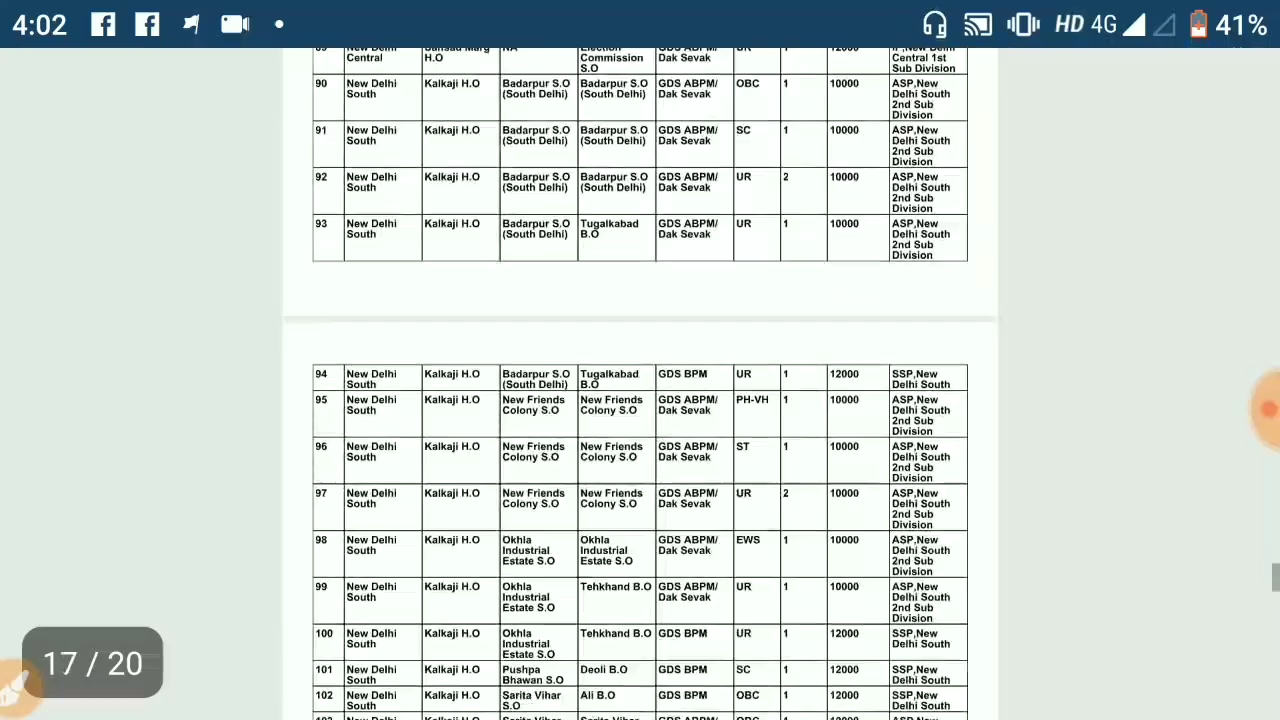 4:02 HD 4G 41%
89 New Delhi Central Sansad Marg H.O NA Election Commission S.O GDS ABPM/ Dak Sevak UR 1 12000 IP,New Delhi Central 1st Sub Division
90 New Delhi South Kalkaji H.O Badarpur S.O (South Delhi) Badarpur S.O (South Delhi) GDS ABPM/ Dak Sevak OBC 1 10000 ASP,New Delhi South 2nd Sub Division
91 New Delhi South Kalkaji H.O Badarpur S.O (South Delhi) Badarpur S.O (South Delhi) GDS ABPM/ Dak Sevak SC 1 10000 ASP,New Delhi South 2nd Sub Division
92 New Delhi South Kalkaji H.O Badarpur S.O (South Delhi) Badarpur S.O (South Delhi) GDS ABPM/ Dak Sevak UR 2 10000 ASP,New Delhi South 2nd Sub Division
93 New Delhi South Kalkaji H.O Badarpur S.O (South Delhi) Tugalkabad B.O GDS ABPM/ Dak Sevak UR 1 10000 ASP,New Delhi South 2nd Sub Division
94 New Delhi South Kalkaji H.O Badarpur S.O (South Delhi) Tugalkabad B.O GDS BPM UR 1 12000 SSP,New Delhi South
95 New Delhi South Kalkaji H.O New Friends Colony S.O New Friends Colony S.O GDS ABPM/ Dak Sevak PH-VH 1 10000 ASP,New Delhi South 2nd Sub Division
96 New Delhi South Kalkaji H.O New Friends Colony S.O New Friends Colony S.O GDS ABPM/ Dak Sevak ST 1 10000 ASP,New Delhi South 2nd Sub Division
97 New Delhi South Kalkaji H.O New Friends Colony S.O New Friends Colony S.O GDS ABPM/ Dak Sevak UR 2 10000 ASP,New Delhi South 2nd Sub Division
98 New Delhi South Kalkaji H.O Okhla Industrial Estate S.O Okhla Industrial Estate S.O GDS ABPM/ Dak Sevak EWS 1 10000 ASP,New Delhi South 2nd Sub Division
99 New Delhi South Kalkaji H.O Okhla Industrial Estate S.O Tehkhand B.O GDS ABPM/ Dak Sevak UR 1 10000 ASP,New Delhi South 2nd Sub Division
100 New Delhi South Kalkaji H.O Okhla Industrial Estate S.O Tehkhand B.O GDS BPM UR 1 12000 SSP,New Delhi South
101 New Delhi South Kalkaji H.O Pushpa Bhawan S.O Deoli B.O GDS BPM SC 1 12000 SSP,New Delhi South
102 New Delhi South Kalkaji H.O Sarita Vihar S.O Ali B.O GDS BPM OBC 1 12000 SSP,New Delhi South
17 / 20